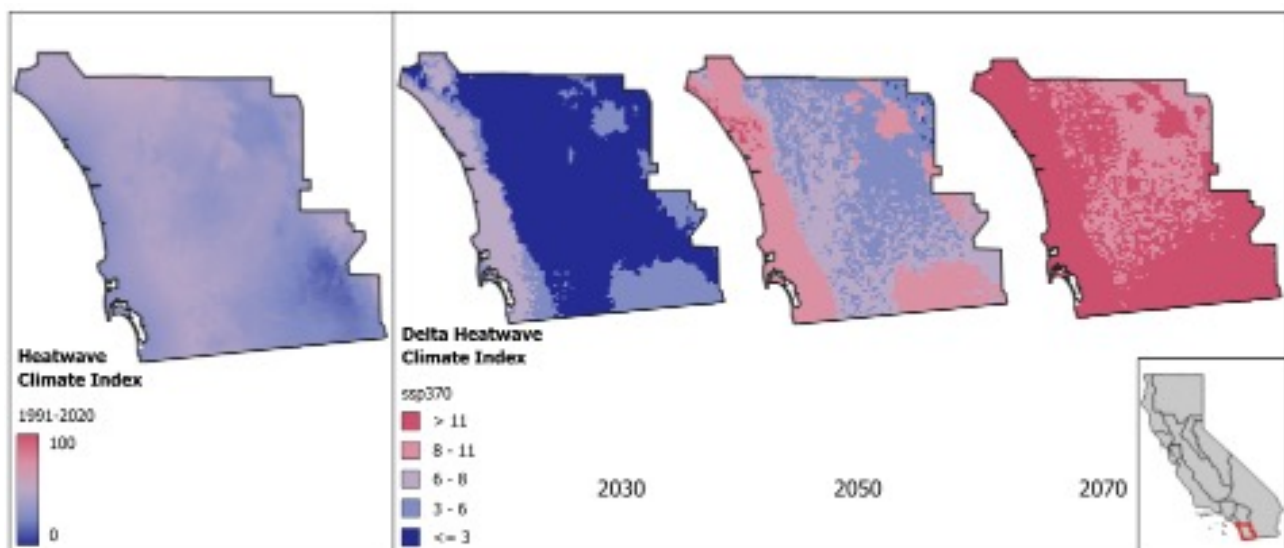 Heatwave
Climate Index
1991-2020
100
0
Delta Heatwave
Climate Index
ssp370
> 11
8 - 11
6 - 8
3 - 6
<= 3
2030
2050
2070